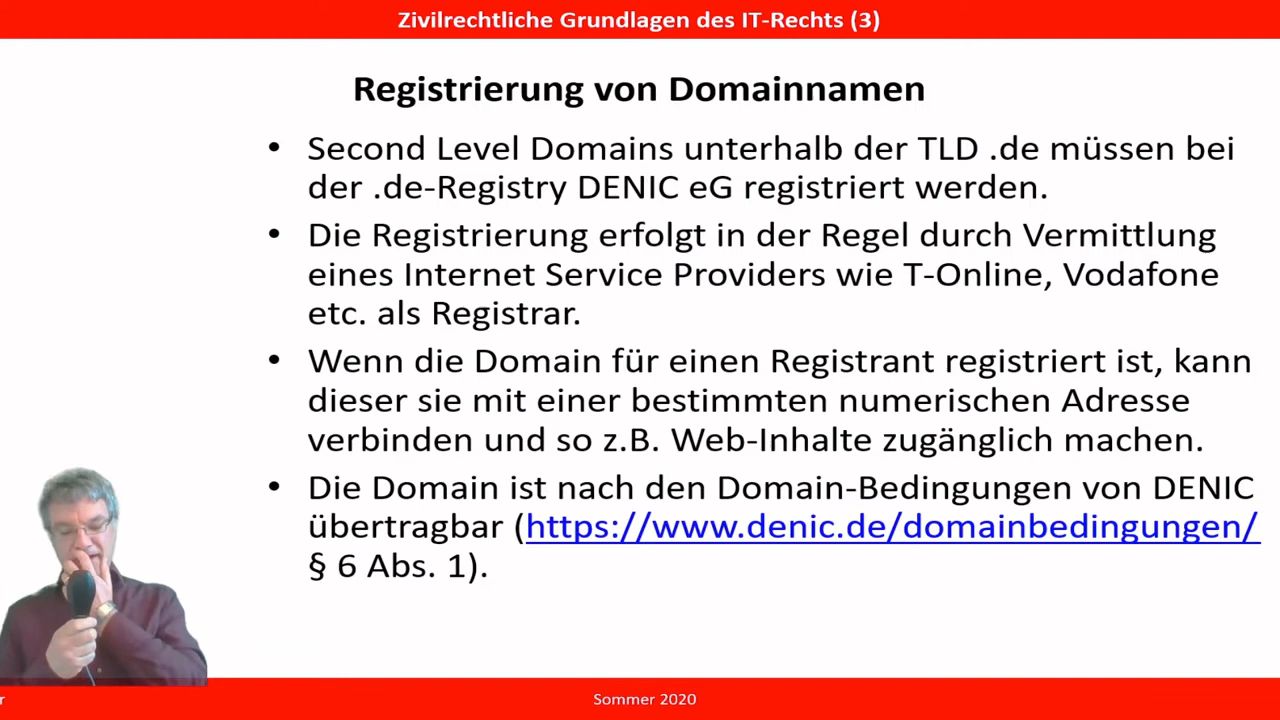 Zivilrechtliche Grundlagen des IT-Rechts (3)
Registrierung von Domainnamen
• Second Level Domains unterhalb der TLD .de müssen bei
der .de-Registry DENIC eG registriert werden.
• Die Registrierung erfolgt in der Regel durch Vermittlung
eines Internet Service Providers wie T-Online, Vodafone
etc. als Registrar.
• Wenn die Domain für einen Registrant registriert ist, kann
dieser sie mit einer bestimmten numerischen Adresse
verbinden und so z.B. Web-Inhalte zugänglich machen.
• Die Domain ist nach den Domain-Bedingungen von DENIC
übertragbar (https://www.denic.de/domainbedingungen/
§ 6 Abs. 1).
Sommer 2020